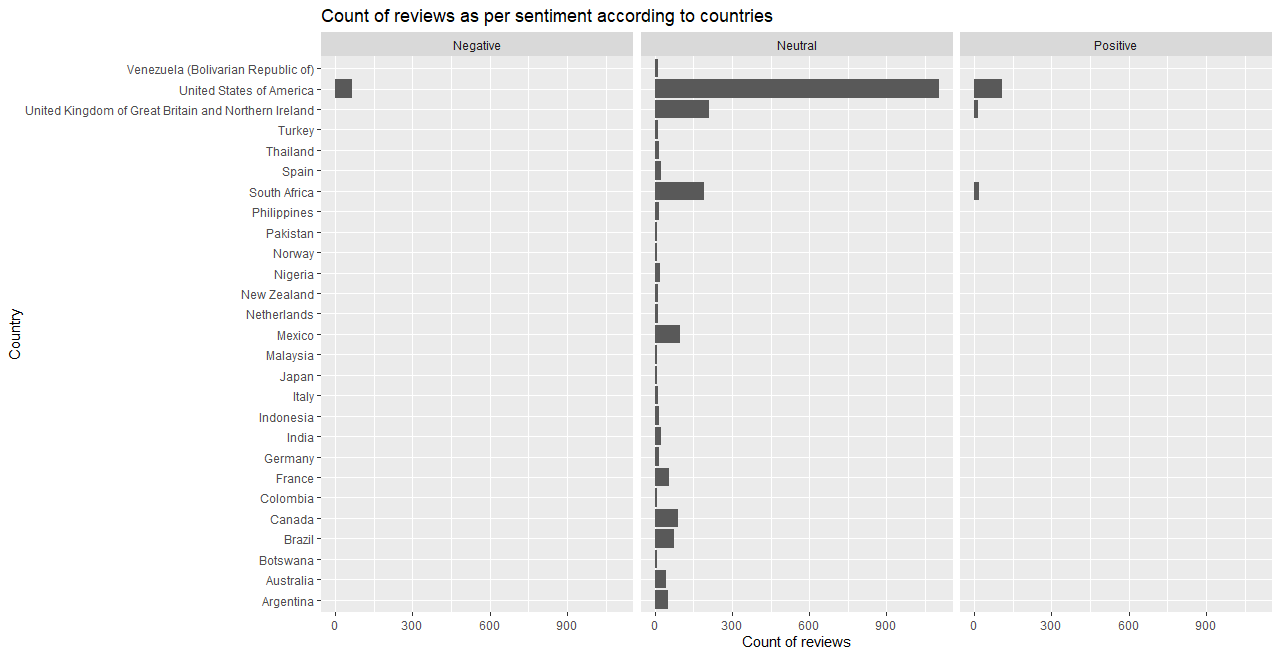 Count of reviews as per sentiment according to countries
Negative
Neutral
Positive
Country
Venezuela (Bolivarian Republic of)
United States of America
United Kingdom of Great Britain and Northern Ireland
Turkey
Thailand
Spain
South Africa
Philippines
Pakistan
Norway
Nigeria
New Zealand
Netherlands
Mexico
Malaysia
Japan
Italy
Indonesia
India
Germany
France
Colombia
Canada
Brazil
Botswana
Australia
Argentina
0 300 600 900
0 300 600 900
0 300 600 900
Count of reviews